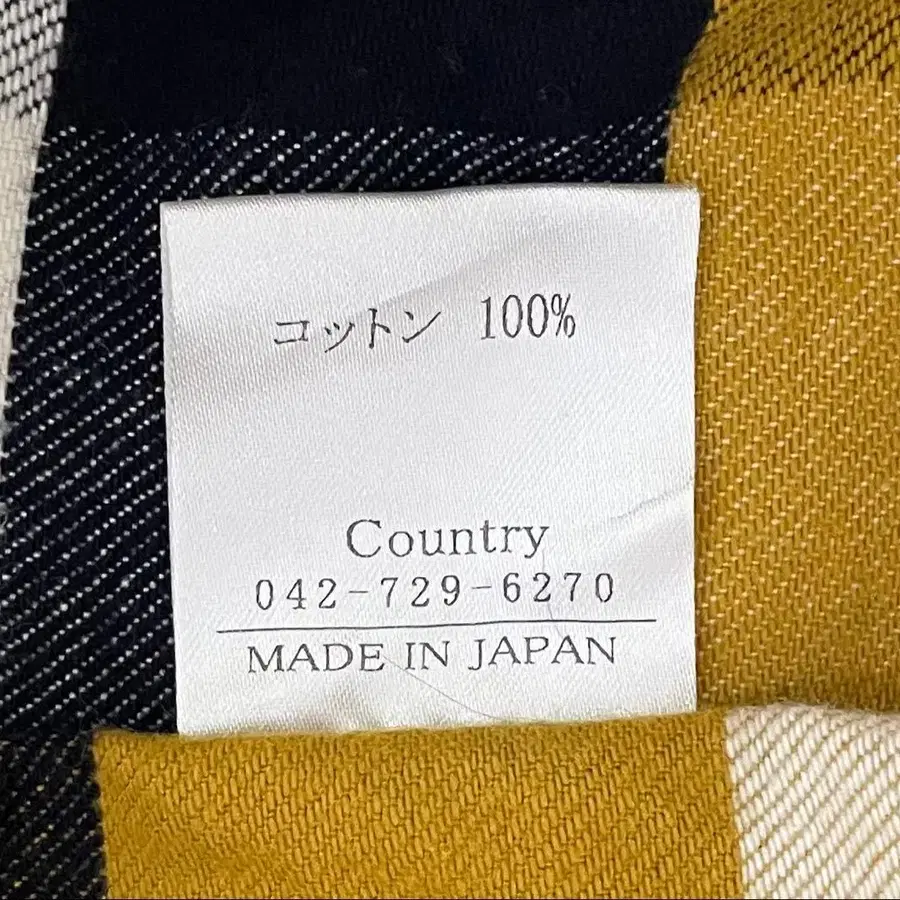 コットン 100%
Country
042-729-6270
MADE IN JAPAN